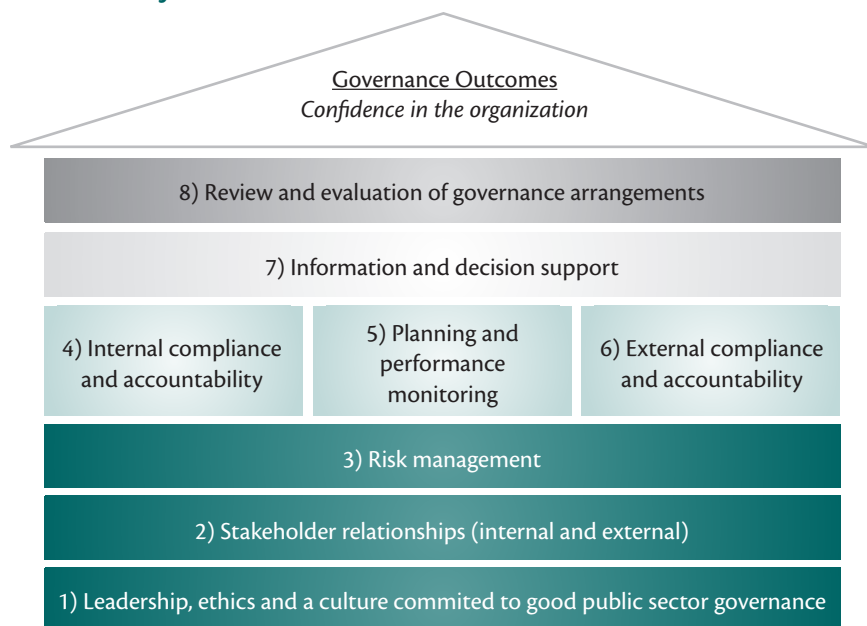 Governance Outcomes
Confidence in the organization
8) Review and evaluation of governance arrangements
7) Information and decision support
4) Internal compliance
and accountability
5) Planning and
performance
monitoring
6) External compliance
and accountability
3) Risk management
2) Stakeholder relationships (internal and external)
1) Leadership, ethics and a culture commited to good public sector governance